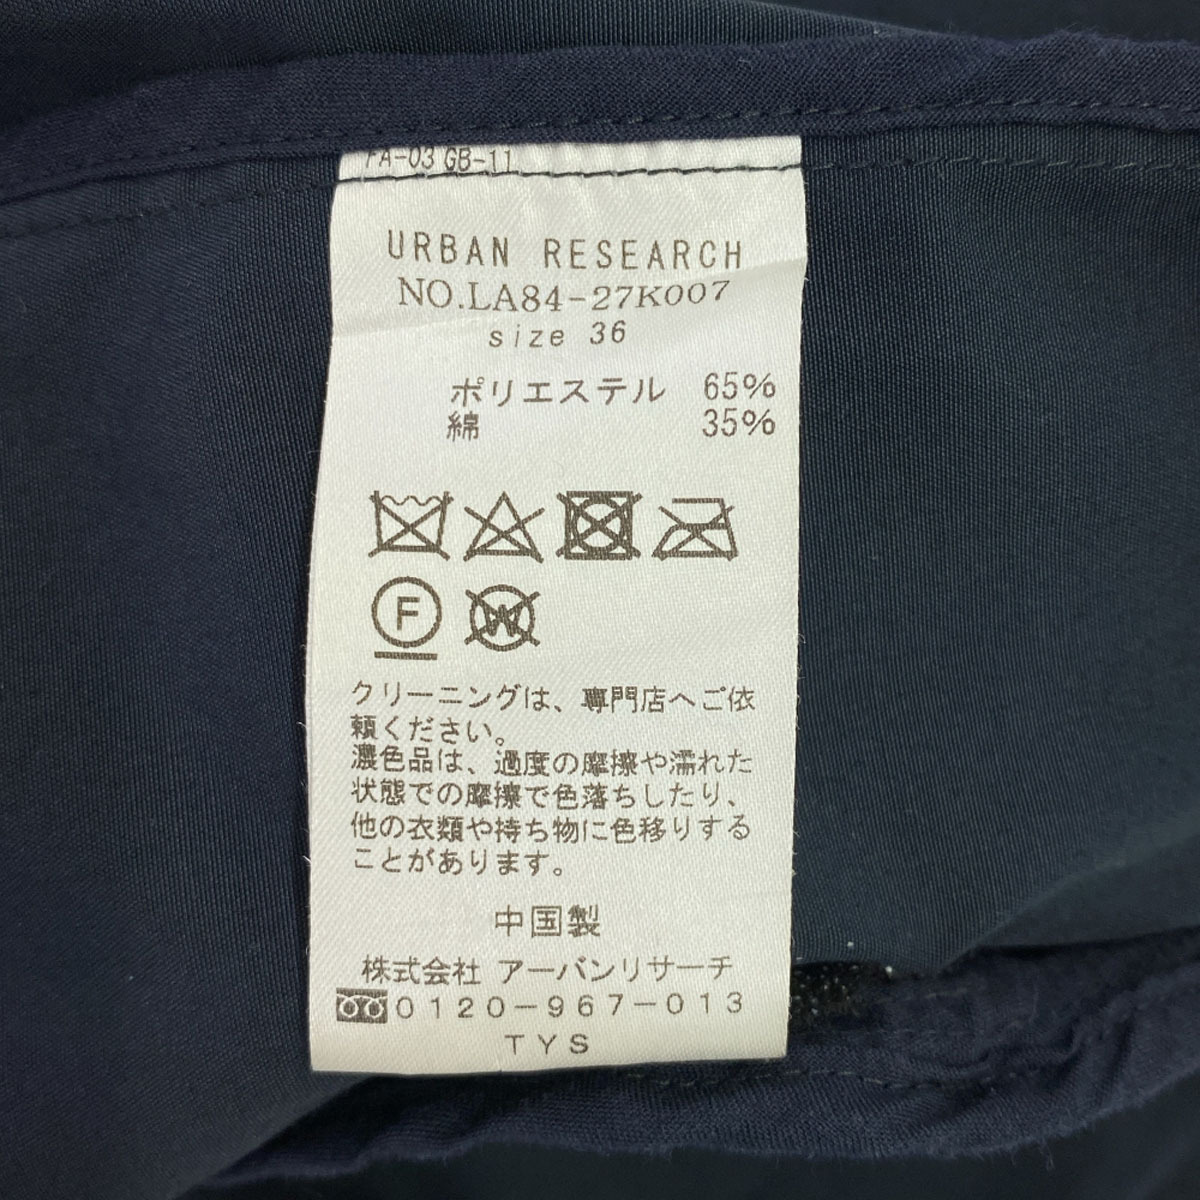 FA-03 GB-11
URBAN RESEARCH
NO.LA84-27K007
size 36
ポリエステル 65%
綿 35%
F
W
クリーニングは、専門店へご依
頼ください。
濃色品は、過度の摩擦や濡れた
状態での摩擦で色落ちしたり、
他の衣類や持ち物に色移りする
ことがあります。
中国製
株式会社 アーバンリサーチ
0120-967-013
TYS